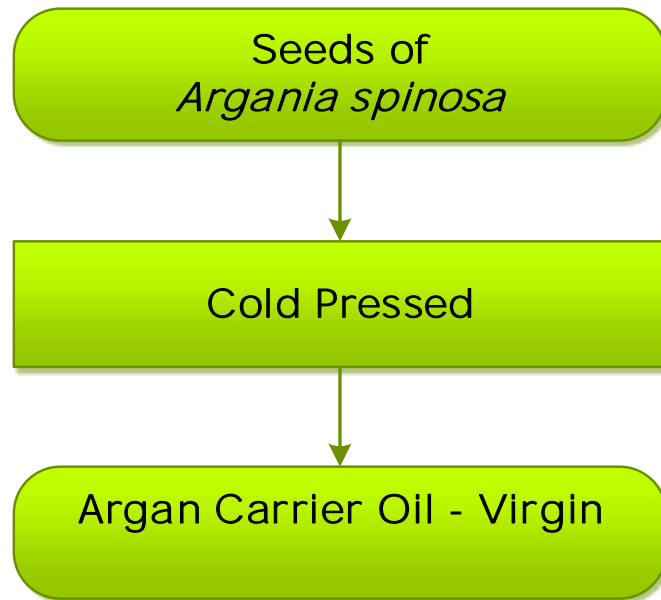 Seeds of
Argania spinosa
Cold Pressed
Argan Carrier Oil - Virgin